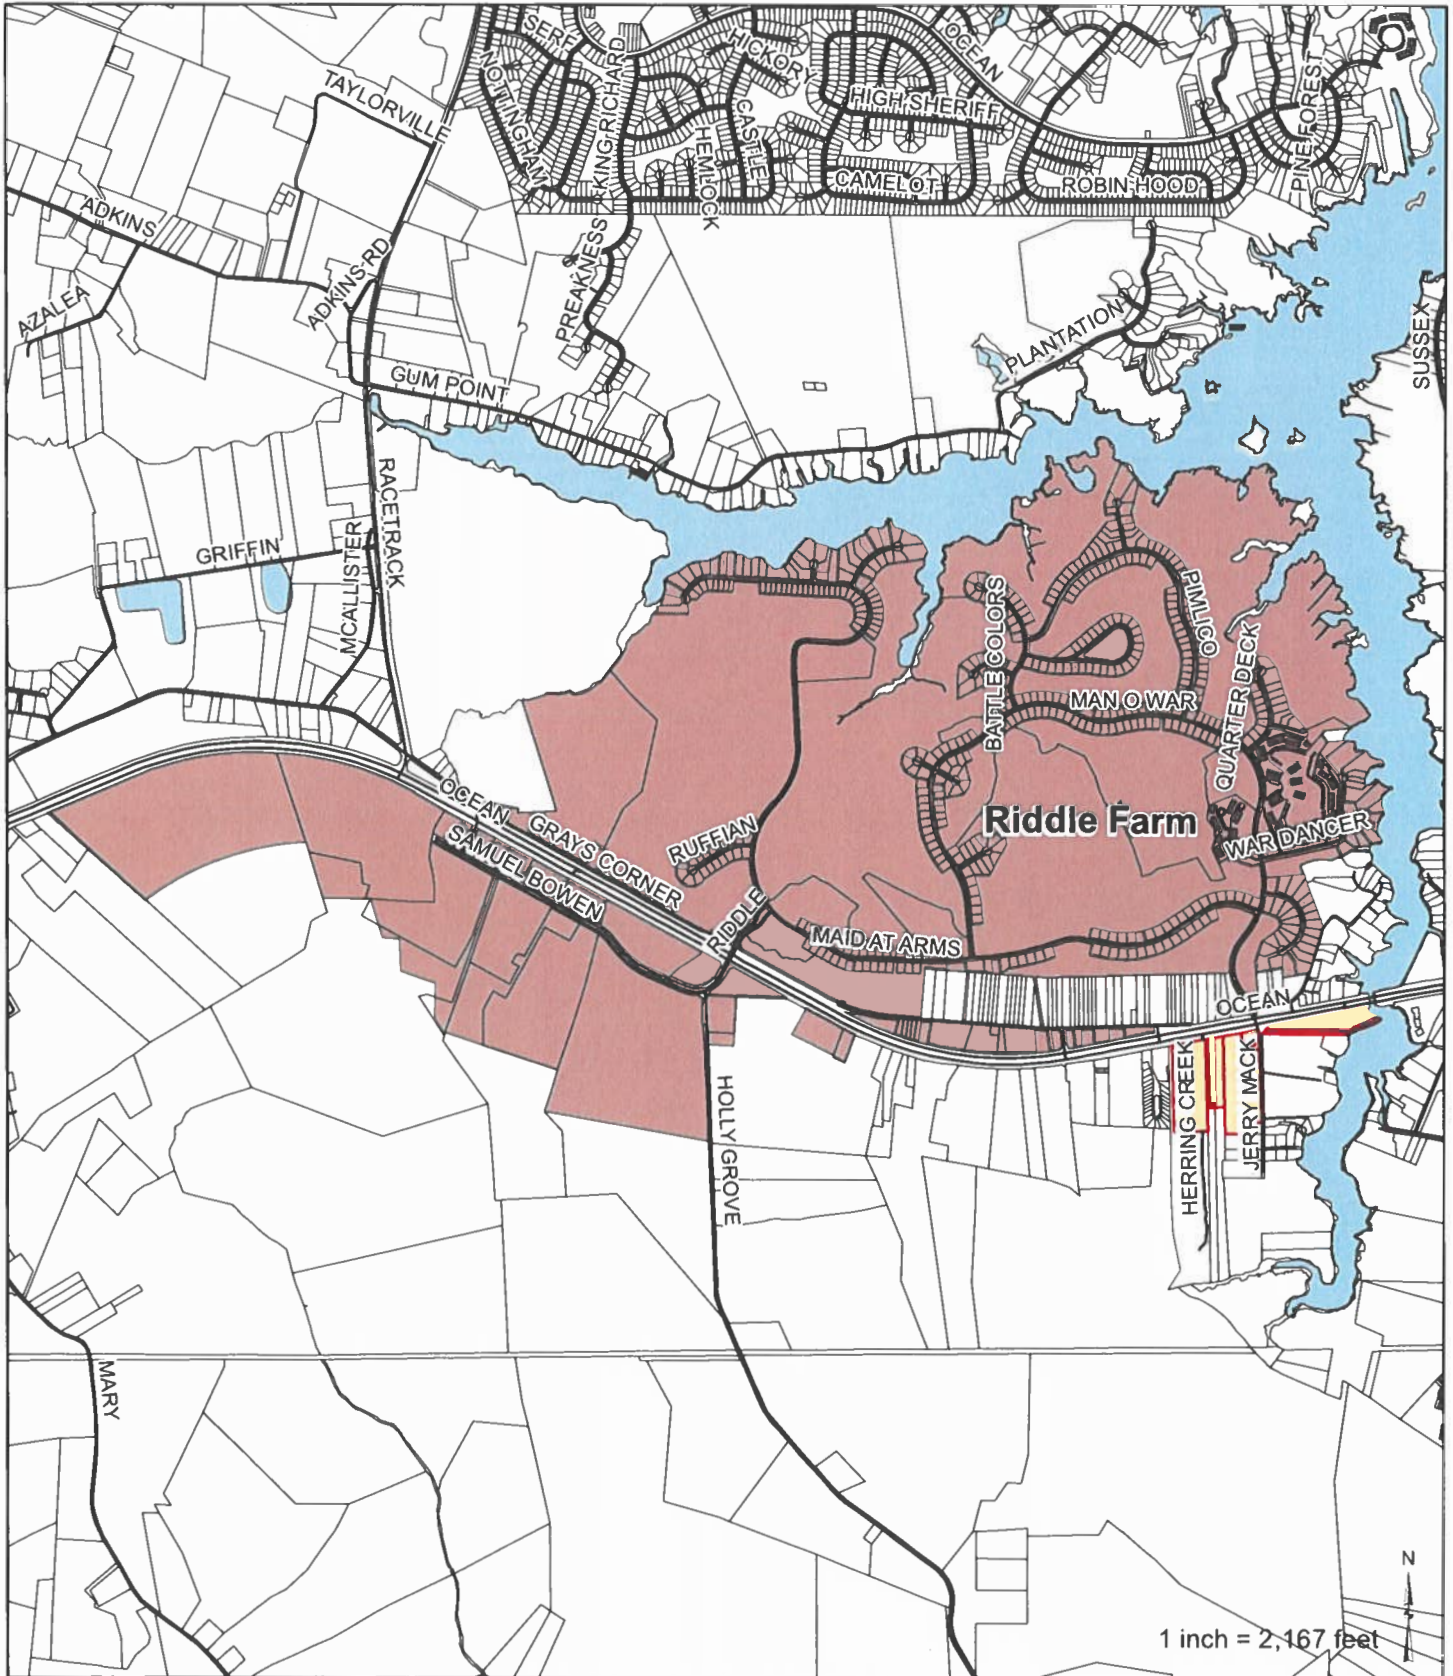 SERF
HICKORY
OCEAN
NOTTINGHAM
KING RICHARD
TAYLORVILLE
HIGH SHERIFF
PINE FOREST
CASTLE
HEMLOCK
CAMELOT
ROBIN HOOD
ADKINS
PREAKNESS
ADKINS RD
AZALEA
PLANTATION
SUSSEX
GUM POINT
RACETRACK
GRIFFIN
MCALLISTER
BATTLE COLORS
PIMLICO
QUARTER DECK
MAN O WAR
OCEAN
GRAYS CORNER
SAMUEL BOWEN
RUFFIAN
Riddle Farm
WAR DANCER
RIDDLE
MAID AT ARMS
OCEAN
HOLLY GROVE
HERRING CREEK
JERRY MACK
MARY
N
1 inch = 2,167 feet